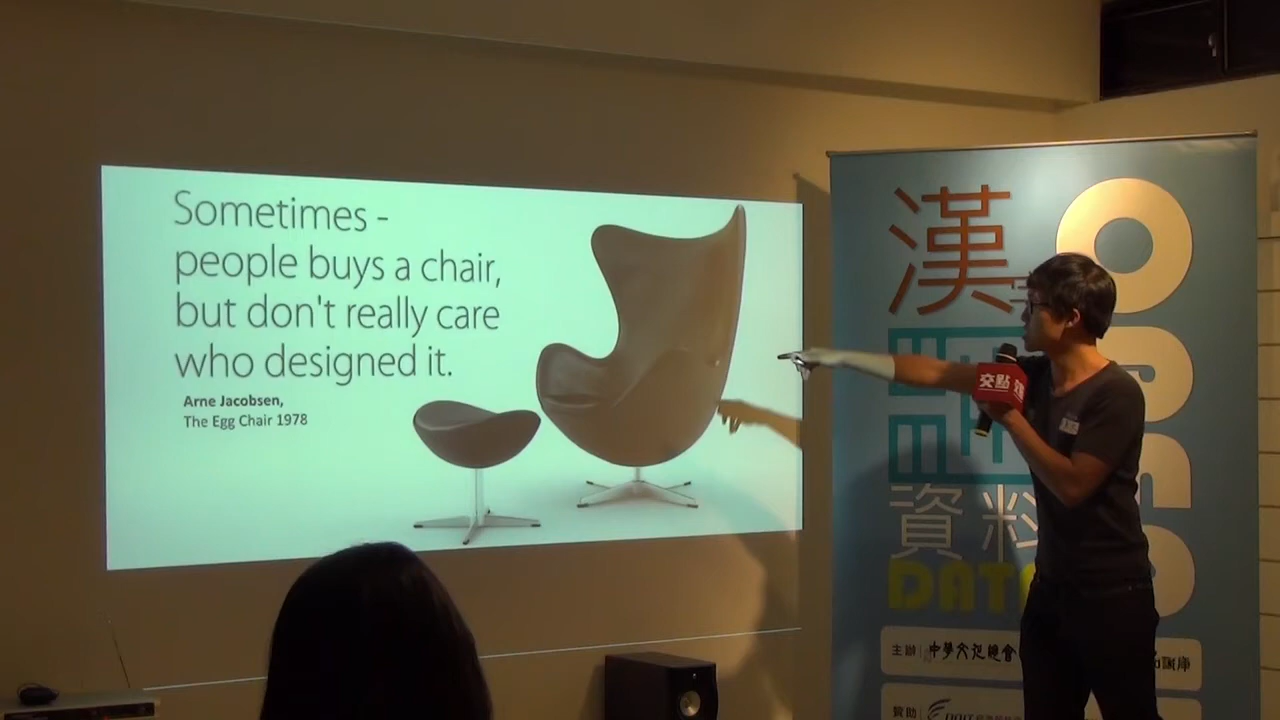 Sometimes -
people buys a chair,
but don't really care
who designed it.
Arne Jacobsen,
The Egg Chair 1978
交點
漢
資料
DAT
主辦
中華文化總會
贊助